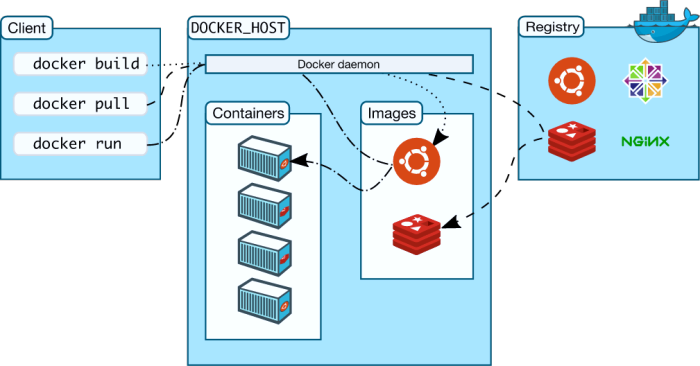 Client
docker build
docker pull
docker run
DOCKER_HOST
Docker daemon
Containers
Images
Registry
NGINX